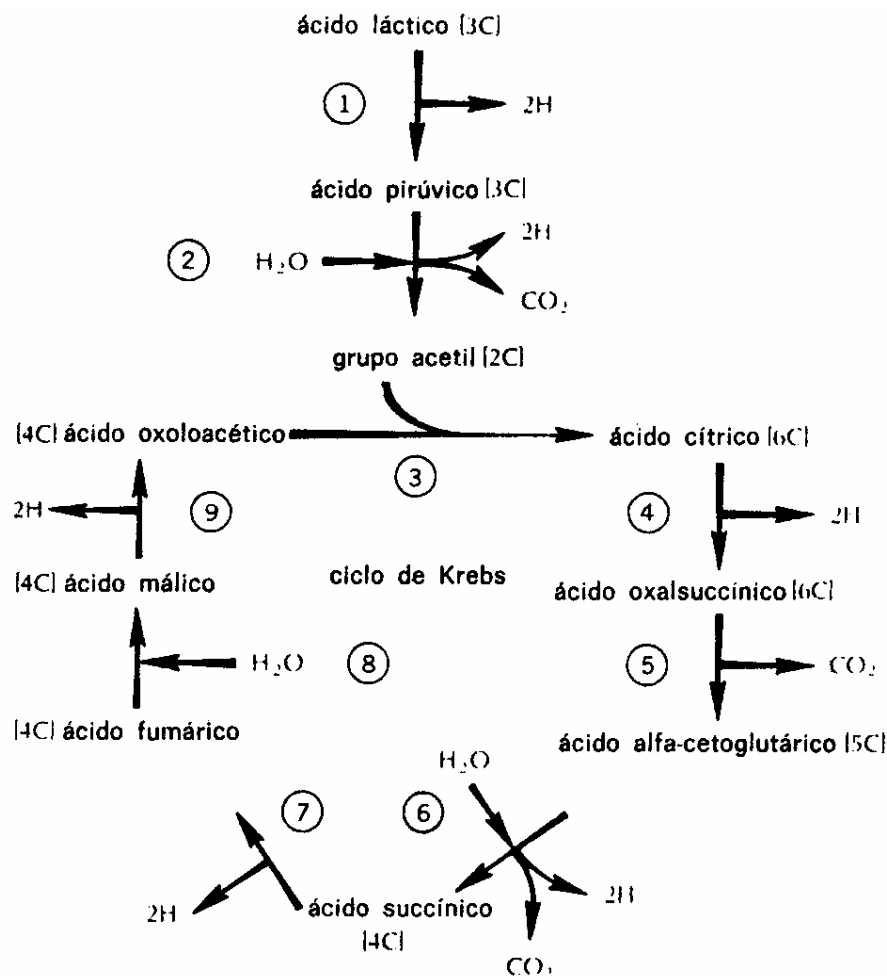 ácido láctico [3C]
1
2H
ácido pirúvico [3C]
2H
2
H₂O
CO₂
grupo acetil [2C]
[4C] ácido oxoloacético
ácido cítrico [6C]
3
2H
9
4
2H
[4C] ácido málico
ciclo de Krebs
ácido oxalsuccínico [6C]
H₂O
8
5
CO₂
[4C] ácido fumárico
ácido alfa-cetoglutárico [5C]
H₂O
7
6
2H
ácido succínico
[4C]
2H
CO₂